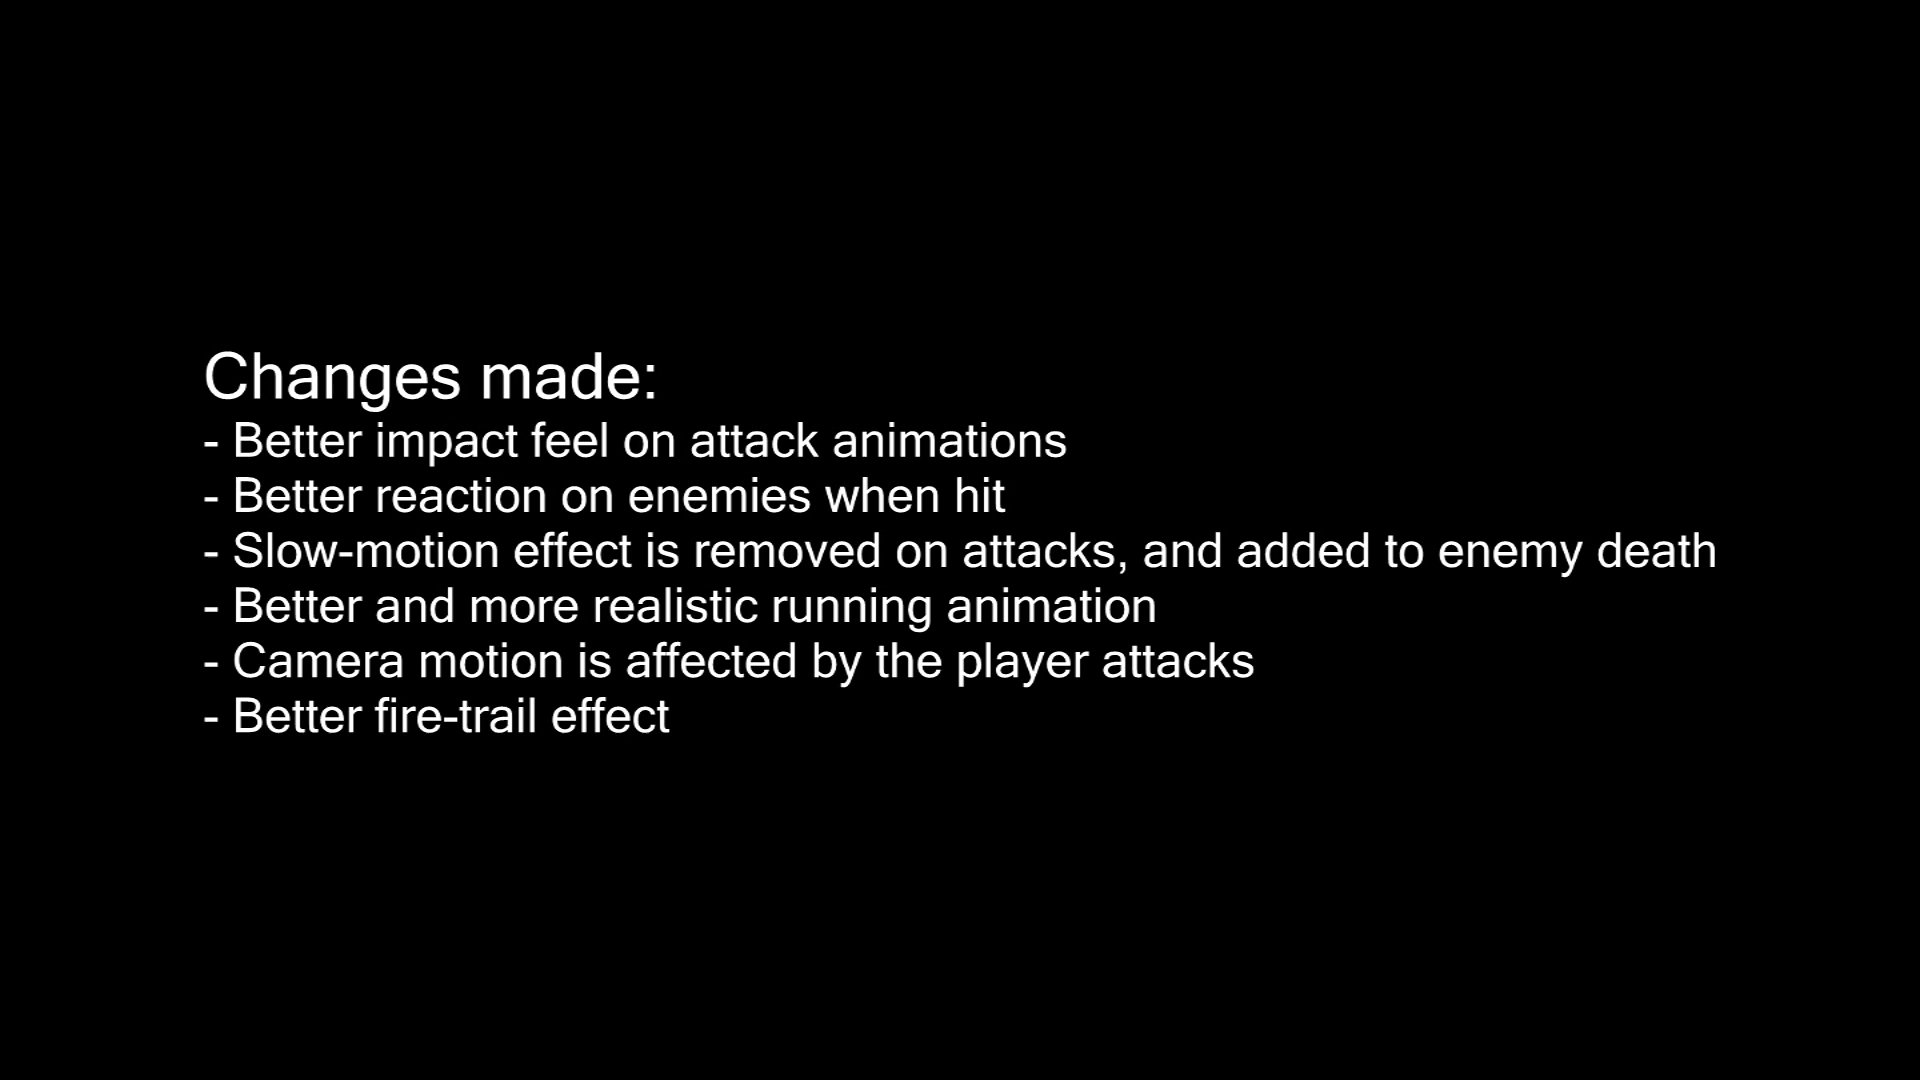 Changes made:
- Better impact feel on attack animations
- Better reaction on enemies when hit
- Slow-motion effect is removed on attacks, and added to enemy death
- Better and more realistic running animation
- Camera motion is affected by the player attacks
- Better fire-trail effect